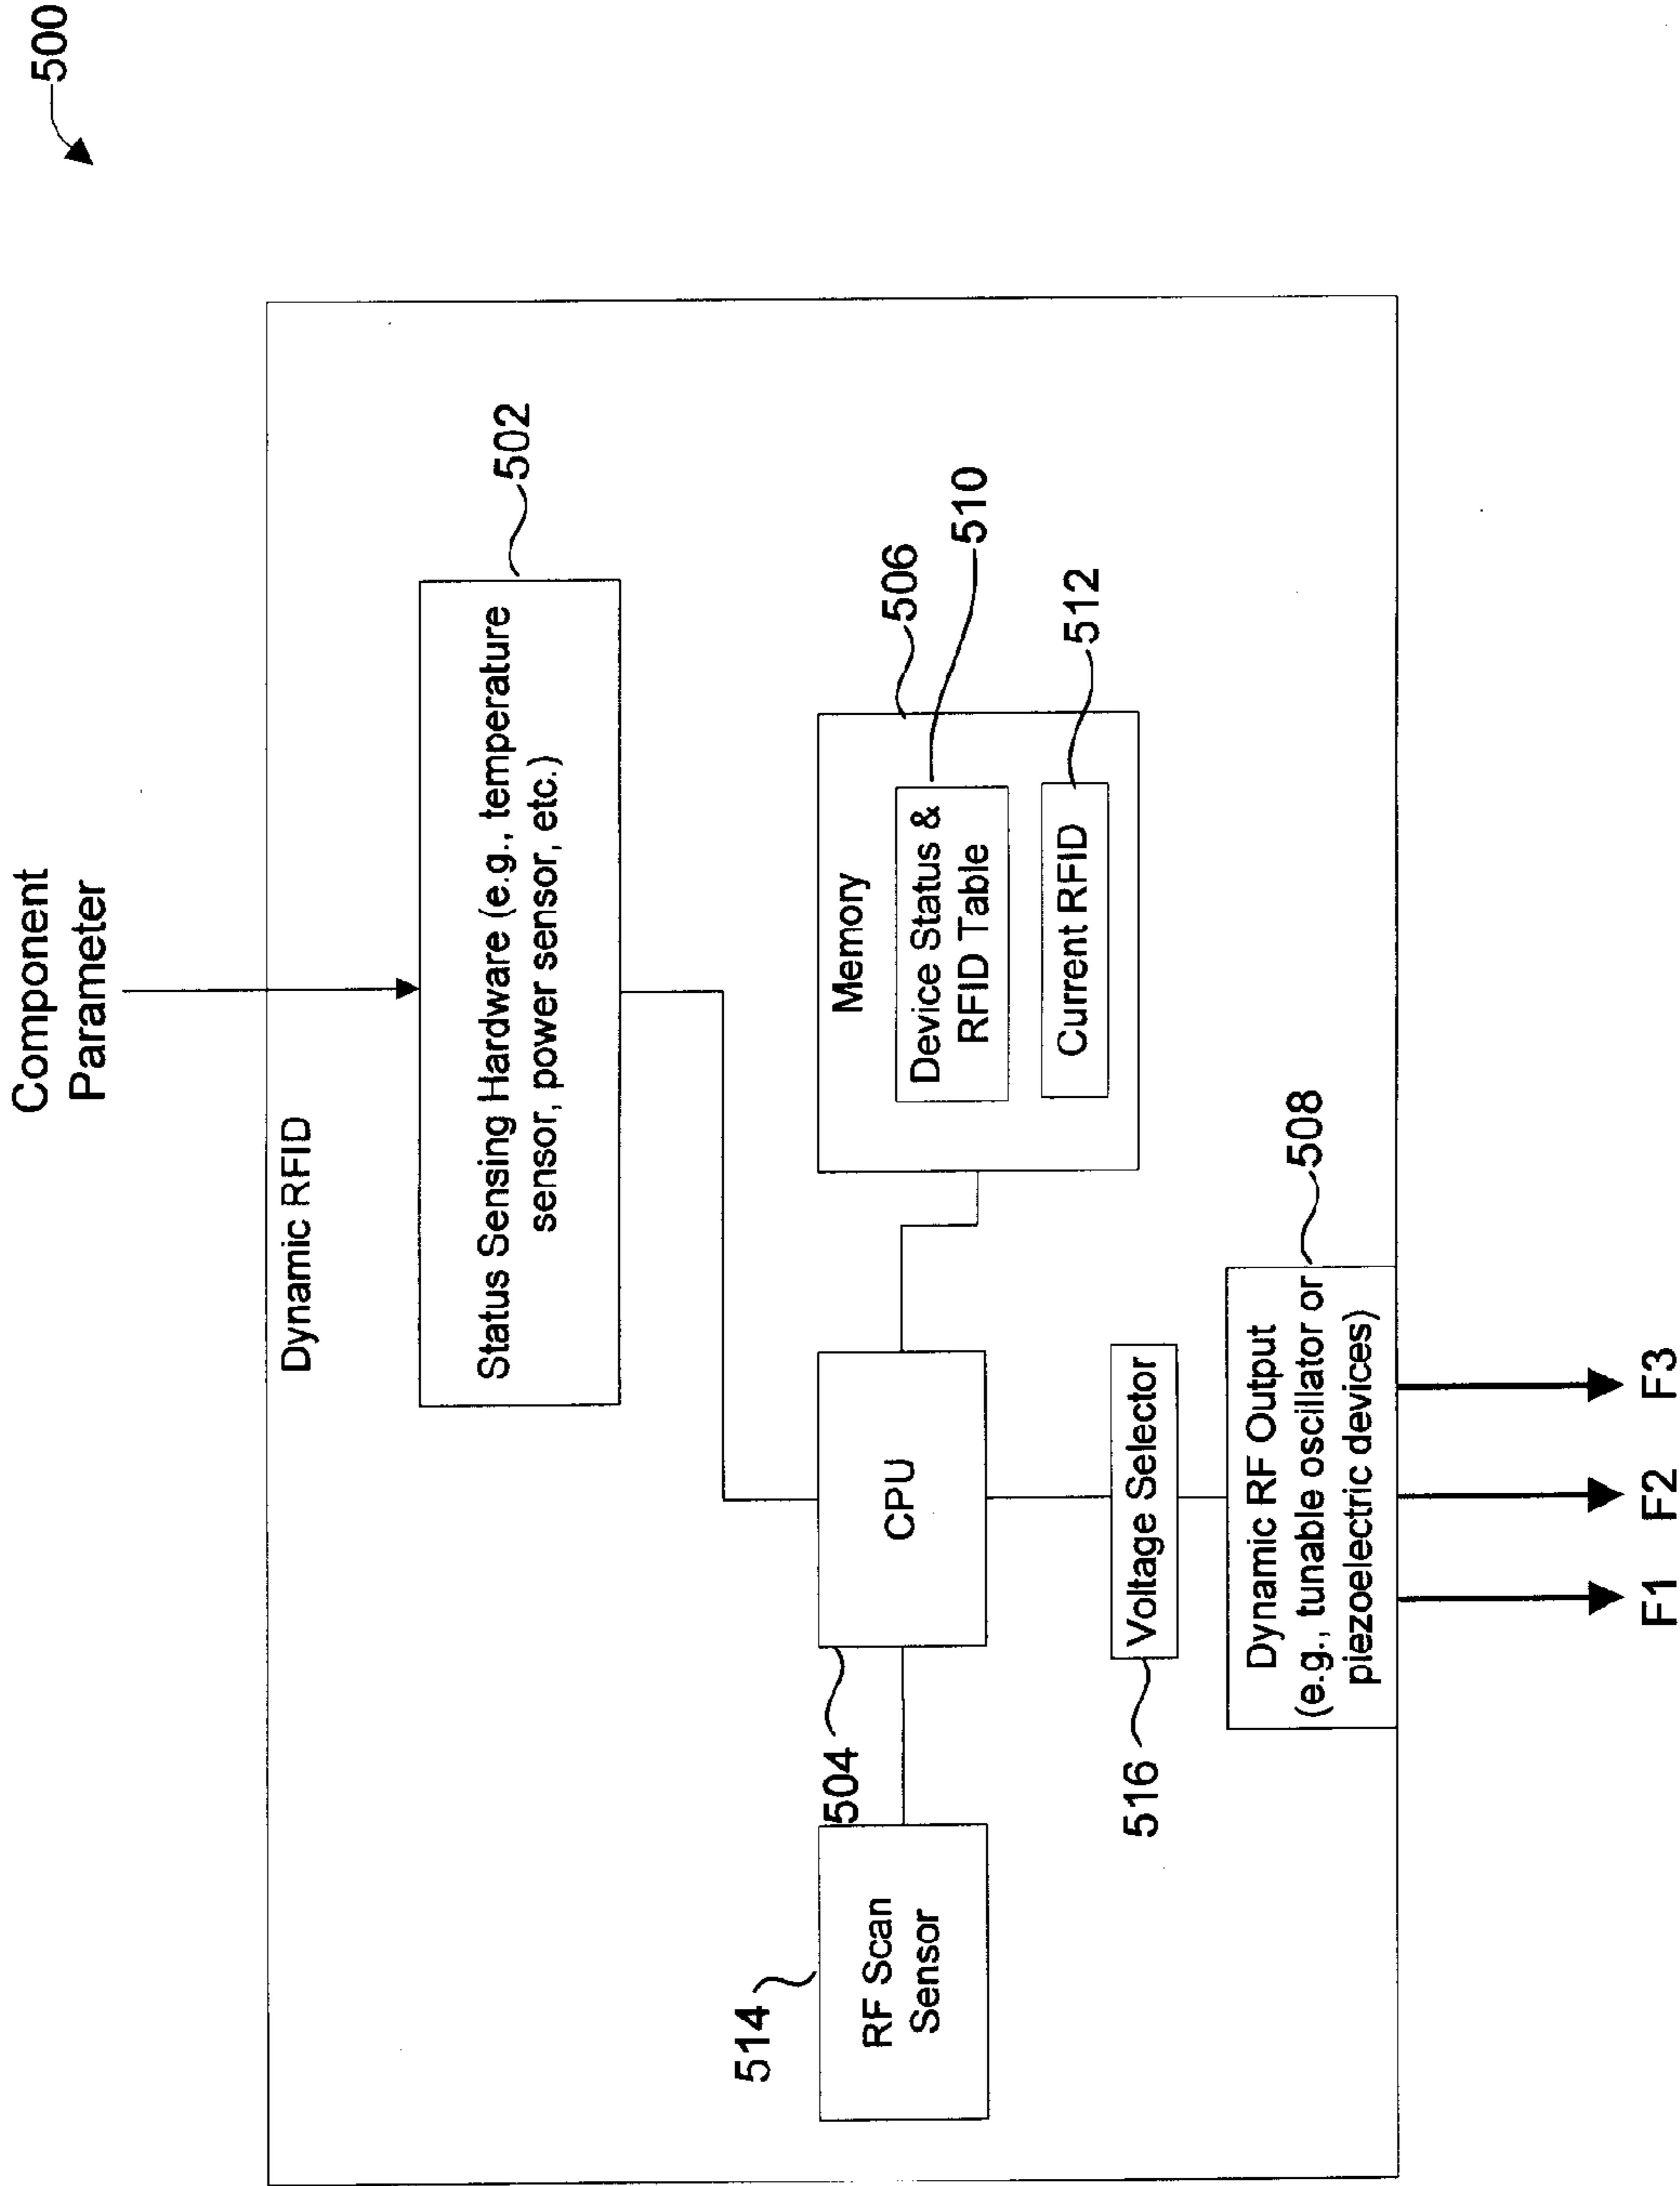 500
Component
Parameter
Dynamic RFID
Status Sensing Hardware (e.g., temperature
sensor, power sensor, etc.)
502
Memory
506
Device Status &
RFID Table
510
Current RFID
512
CPU
504
RF Scan
Sensor
514
Voltage Selector
516
Dynamic RF Output
(e.g., tunable oscillator or
piezoelectric devices)
508
F1
F2
F3